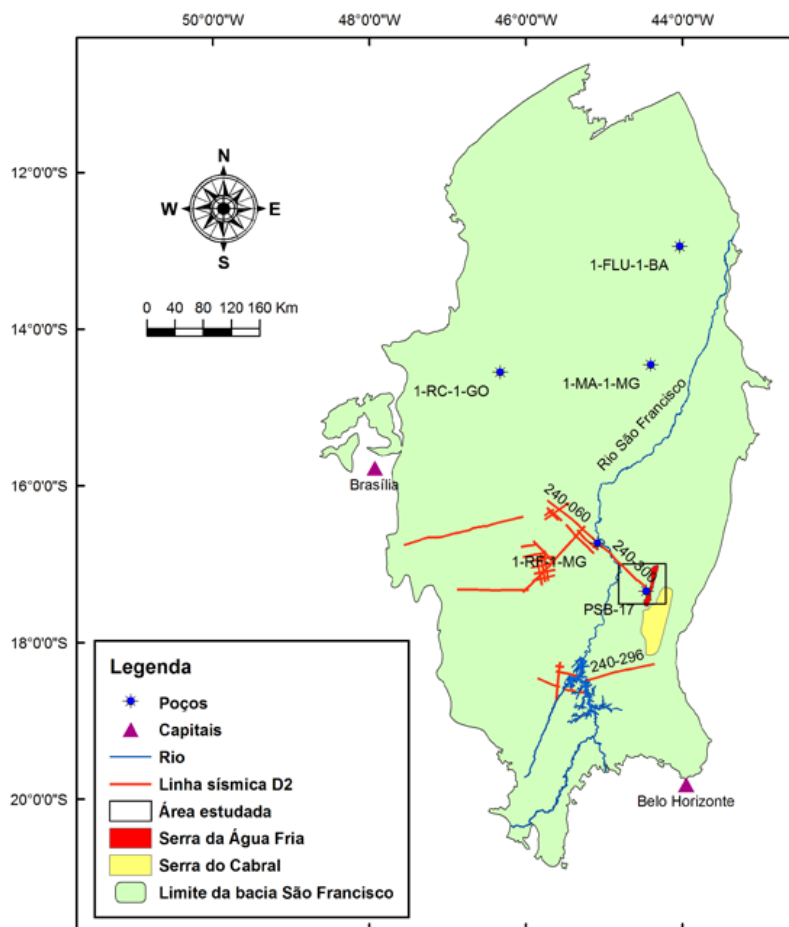 50°0'0"O
48°0'0"O
46°0'0"O
44°0'0"O
12°0'0"S
14°0'0"S
16°0'0"S
18°0'0"S
20°0'0"S
N
W
E
S
0 40 80 120 160 Km
1-FLU-1-BA
1-RC-1-GO
1-MA-1-MG
Rio São Francisco
Brasília
240-060
240-300
1-RF-1-MG
PSB-17
240-296
Belo Horizonte
Legenda
Poços
Capitais
Rio
Linha sísmica D2
Área estudada
Serra da Água Fria
Serra do Cabral
Limite da bacia São Francisco